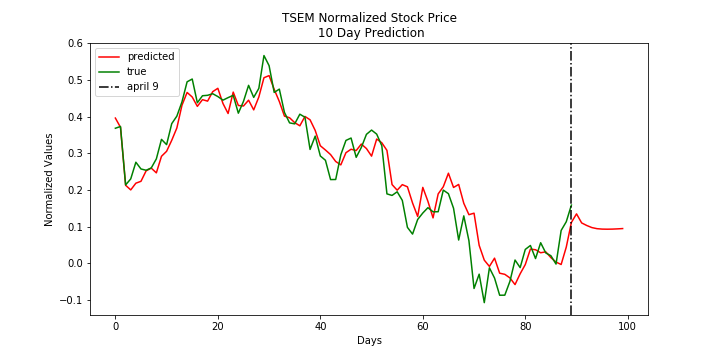 TSEM Normalized Stock Price
10 Day Prediction
predicted
true
april 9
Normalized Values
0.6
0.5
0.4
0.3
0.2
0.1
0.0
−0.1
0 20 40 60 80 100
Days